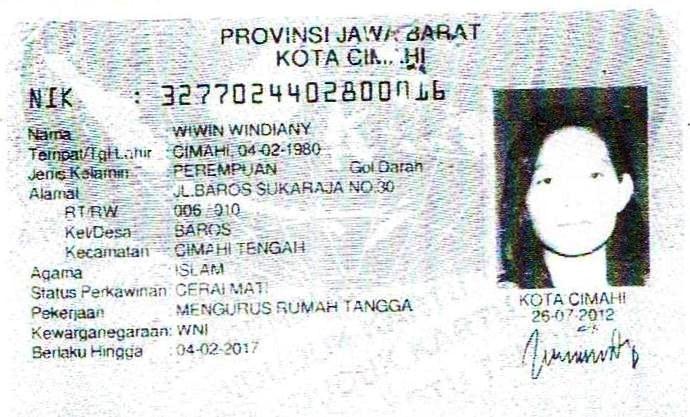 PROVINSI JAWA BARAT
KOTA CIMAHI
NIK : 3277024402800016
Nama : WIWIN WINDIANY
Tempat/Tgl Lahir : CIMAHI, 04-02-1980
Jenis Kelamin : PEREMPUAN Gol Darah -
Alamat : JL.BAROS SUKARAJA NO.30
RT/RW : 006 / 010
Kel/Desa : BAROS
Kecamatan : CIMAHI TENGAH
Agama : ISLAM
Status Perkawinan: CERAI MATI
Pekerjaan : MENGURUS RUMAH TANGGA
Kewarganegaraan: WNI
Berlaku Hingga : 04-02-2017
KOTA CIMAHI
26-07-2012